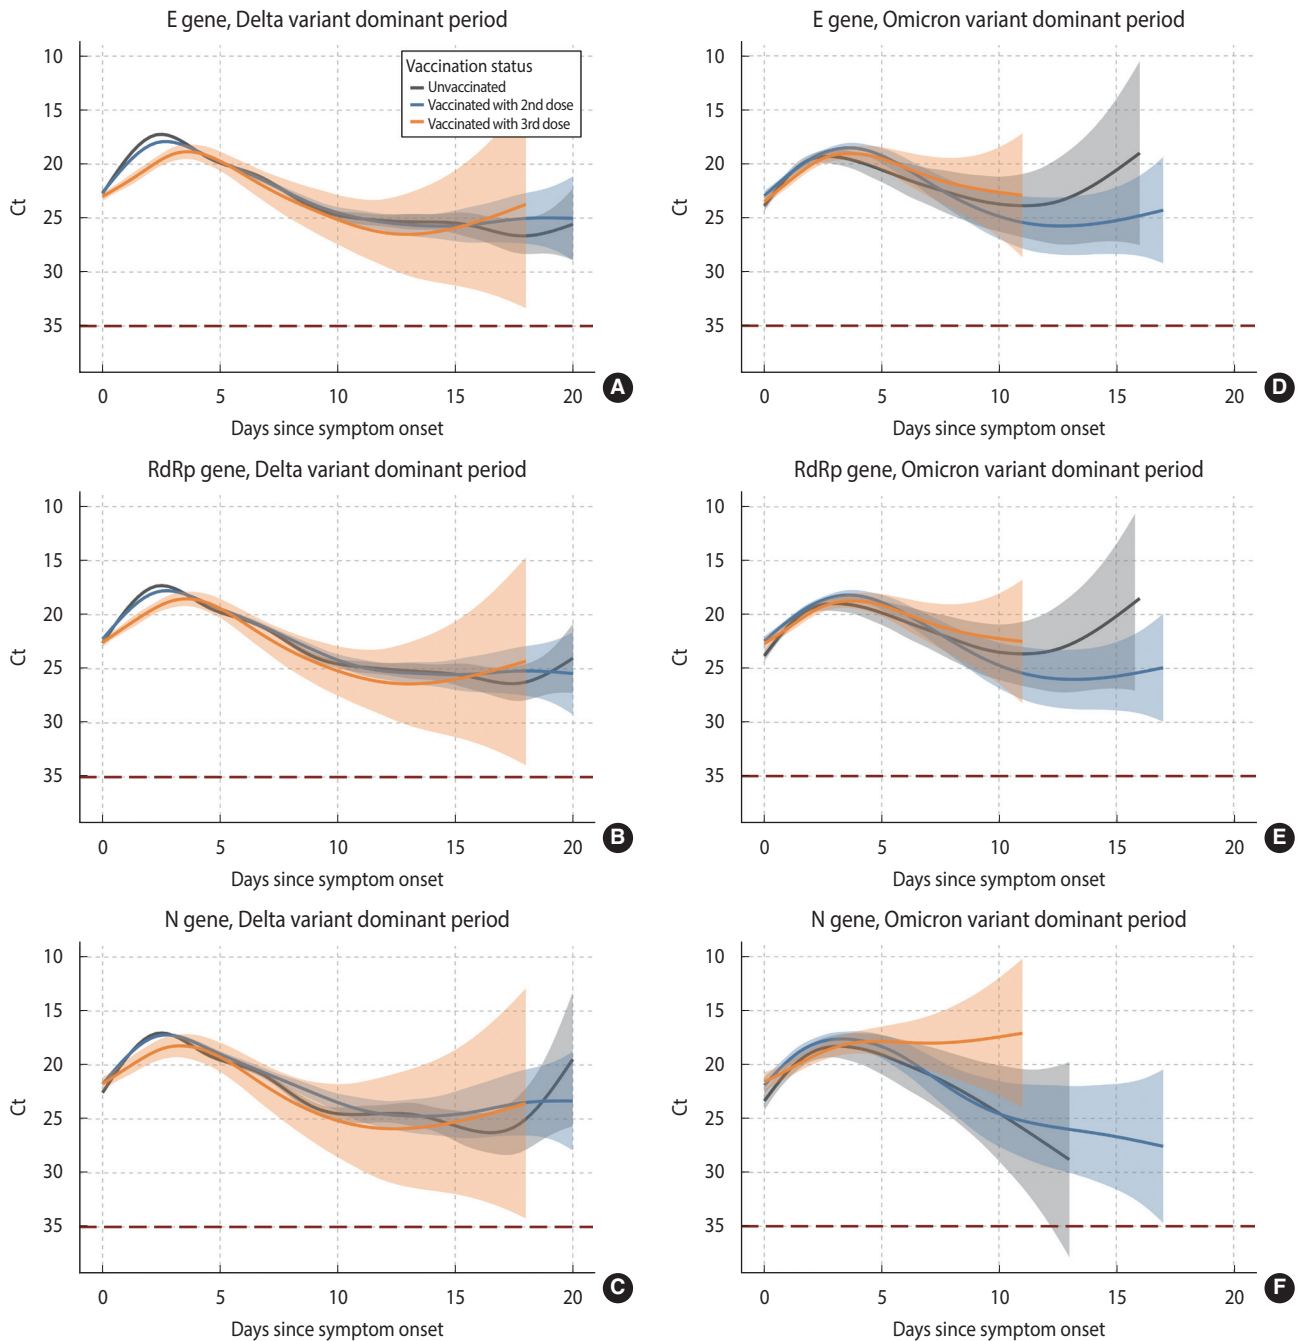 E gene, Delta variant dominant period
10
15
20
25
30
35
Ct
Vaccination status
Unvaccinated
Vaccinated with 2nd dose
Vaccinated with 3rd dose
0 5 10 15 20
Days since symptom onset
A
E gene, Omicron variant dominant period
10
15
20
25
30
35
Ct
0 5 10 15 20
Days since symptom onset
D
RdRp gene, Delta variant dominant period
10
15
20
25
30
35
Ct
0 5 10 15 20
Days since symptom onset
B
RdRp gene, Omicron variant dominant period
10
15
20
25
30
35
Ct
0 5 10 15 20
Days since symptom onset
E
N gene, Delta variant dominant period
10
15
20
25
30
35
Ct
0 5 10 15 20
Days since symptom onset
C
N gene, Omicron variant dominant period
10
15
20
25
30
35
Ct
0 5 10 15 20
Days since symptom onset
F